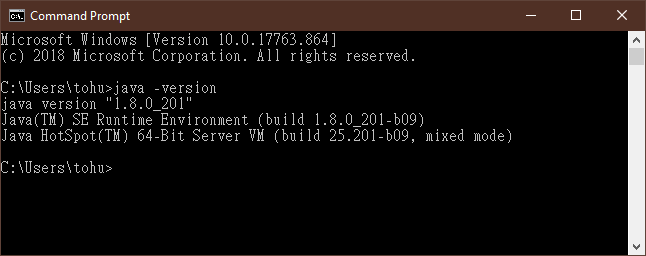 Command Prompt
Microsoft Windows [Version 10.0.17763.864]
(c) 2018 Microsoft Corporation. All rights reserved.
C:\Users\tohu>java -version
java version "1.8.0_201"
Java(TM) SE Runtime Environment (build 1.8.0_201-b09)
Java HotSpot(TM) 64-Bit Server VM (build 25.201-b09, mixed mode)
C:\Users\tohu>